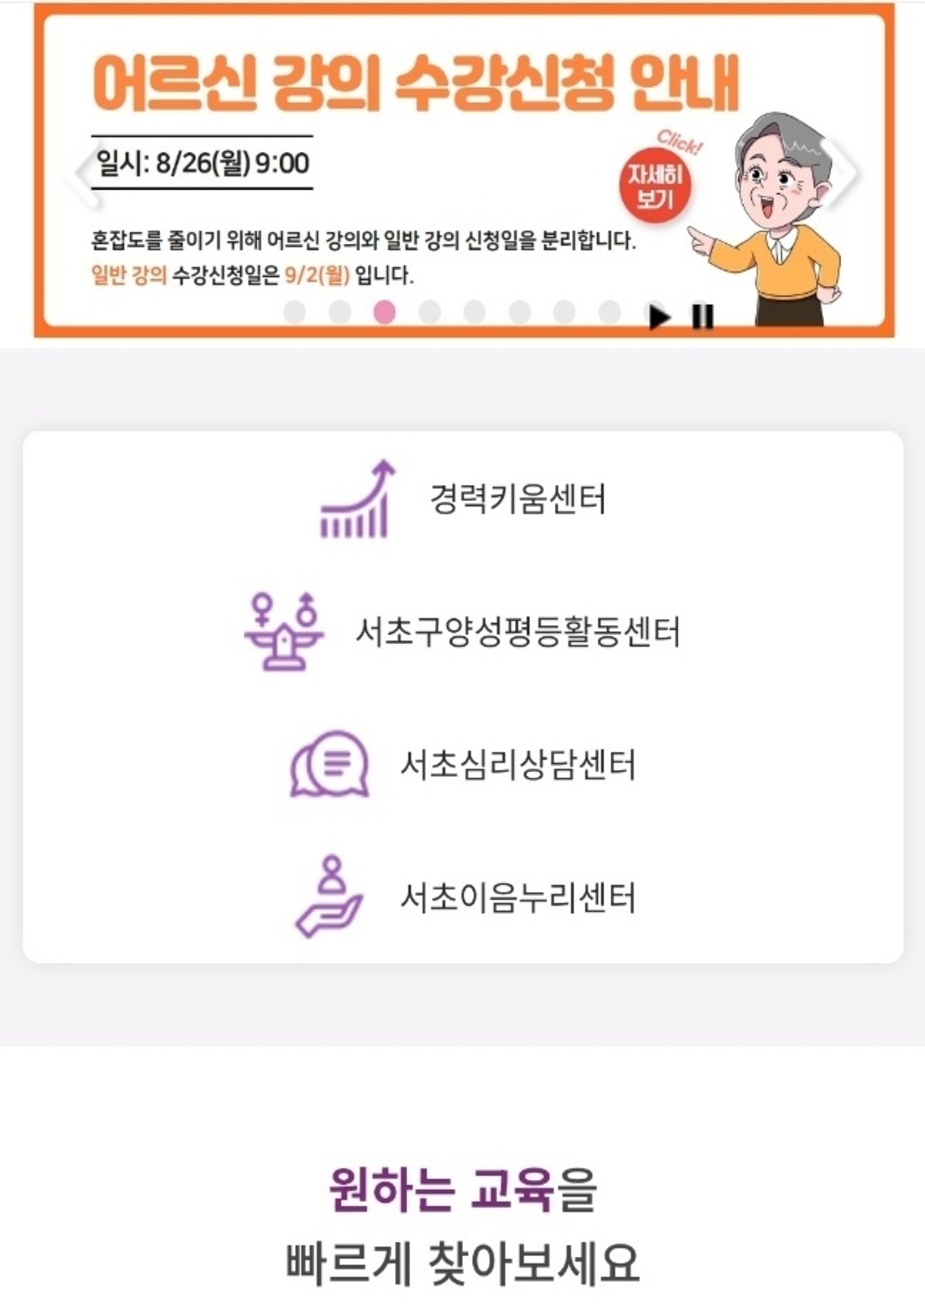 어르신 강의 수강신청 안내
일시: 8/26(월) 9:00
Click!
자세히
보기
혼잡도를 줄이기 위해 어르신 강의와 일반 강의 신청일을 분리합니다.
일반 강의 수강신청일은 9/2(월) 입니다.
경력키움센터
서초구양성평등활동센터
서초심리상담센터
서초이음누리센터
원하는 교육을
빠르게 찾아보세요